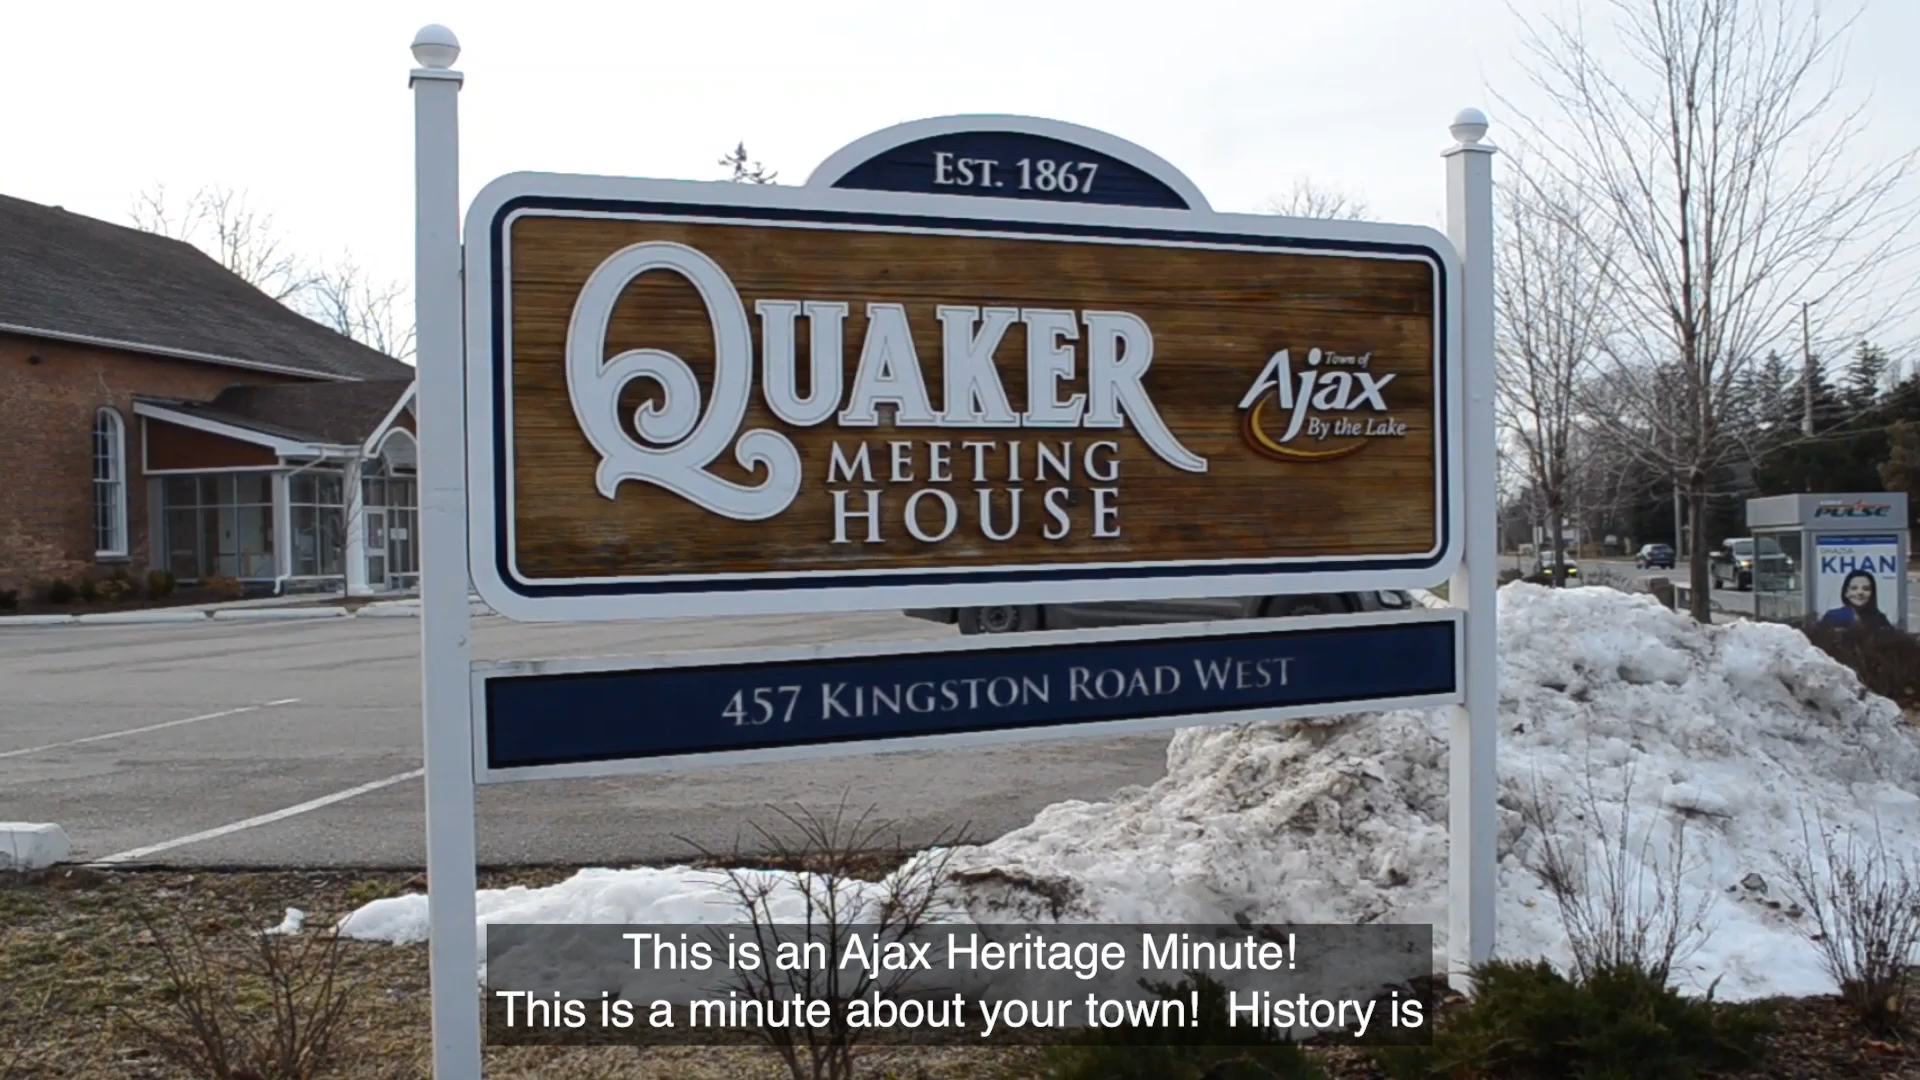 EST. 1867
QUAKER
MEETING
HOUSE
Town of
Ajax
By the Lake
457 KINGSTON ROAD WEST
PULSE
KHAN
This is an Ajax Heritage Minute!
This is a minute about your town!  History is